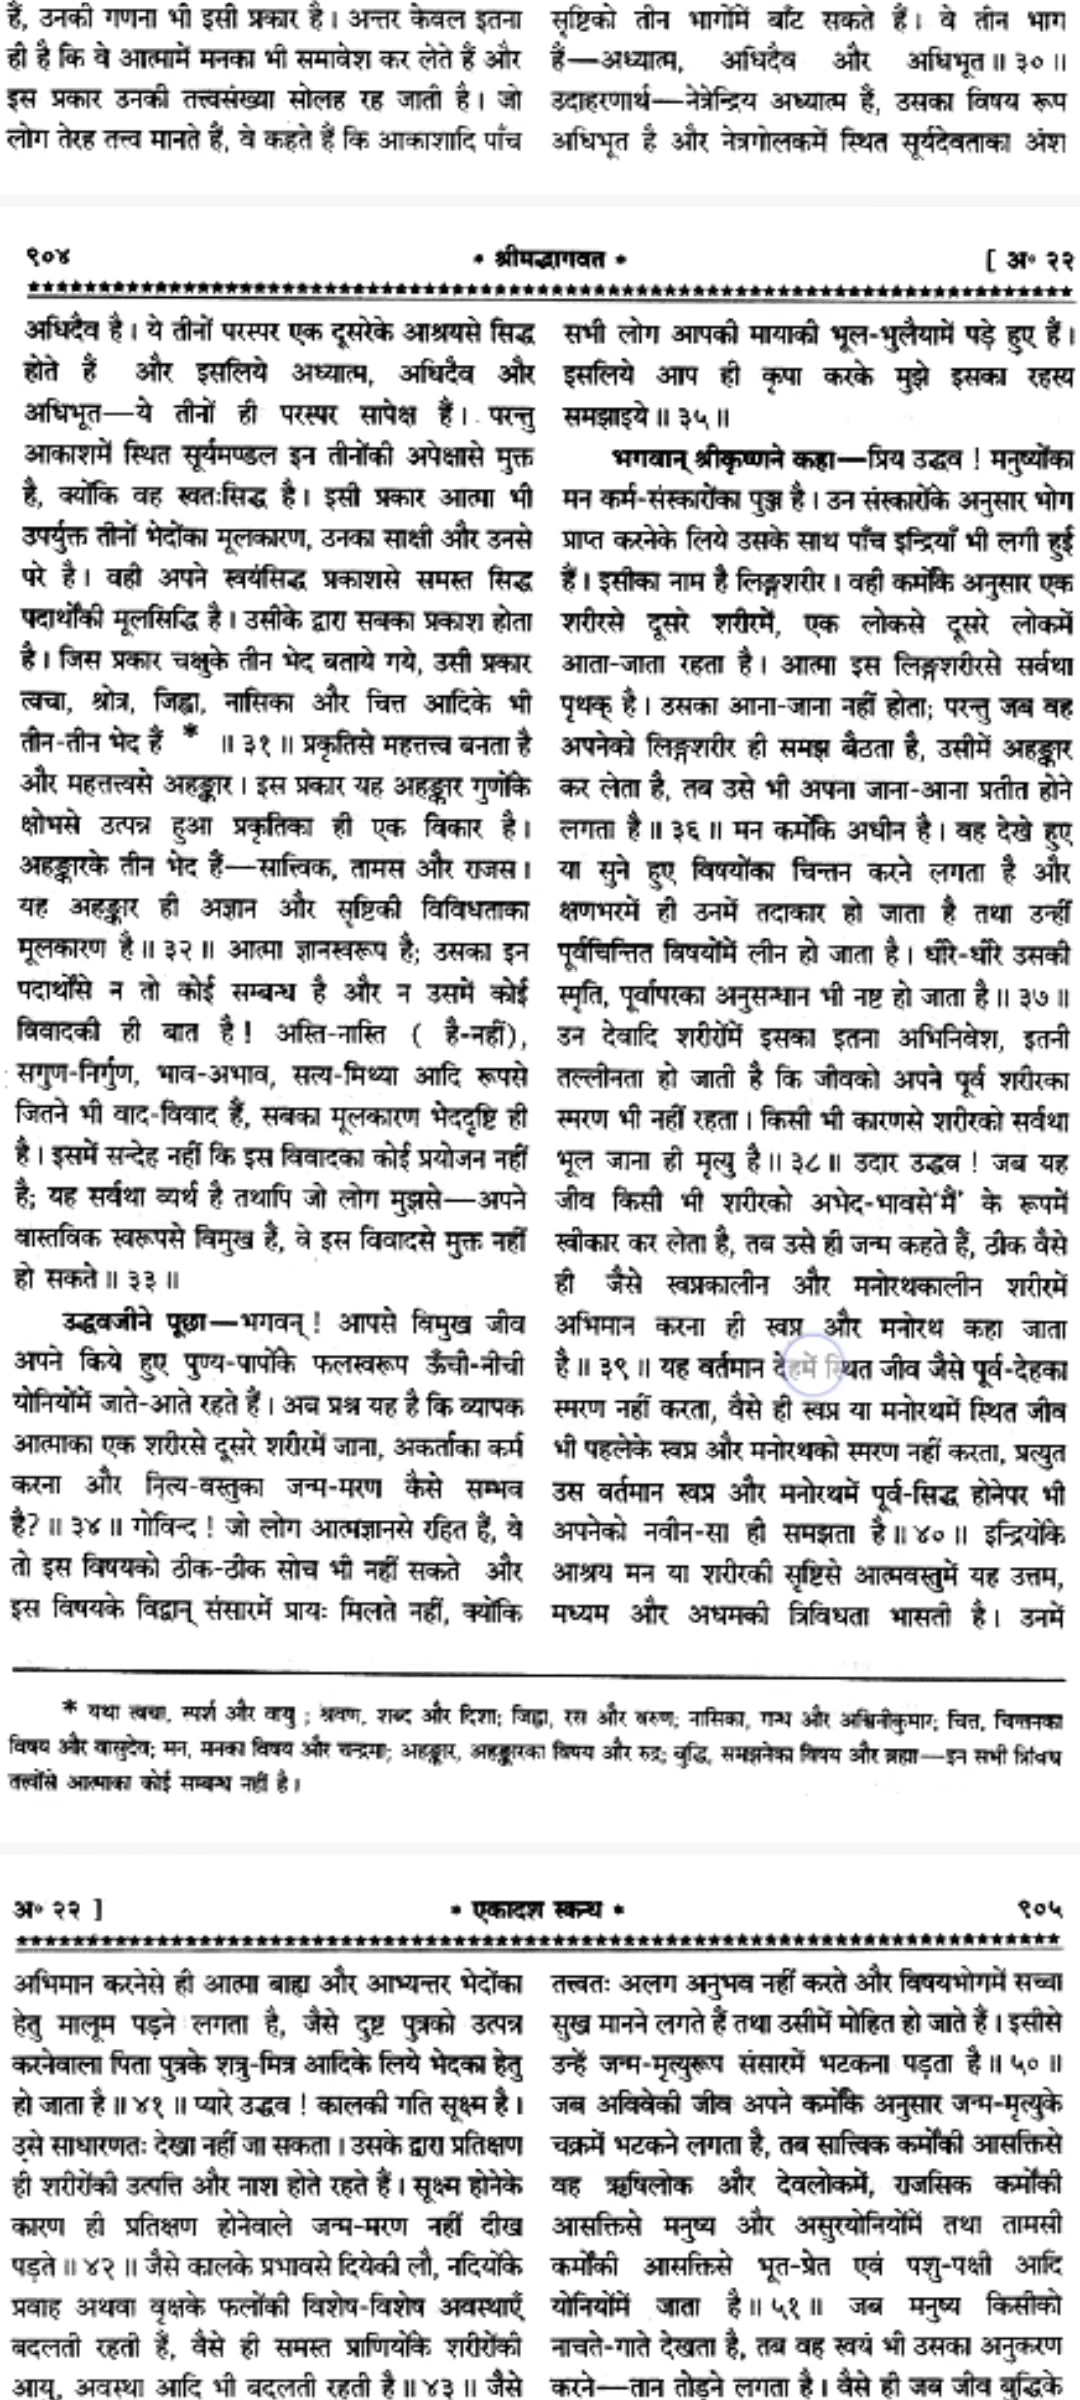 हैं, उनकी गणना भी इसी प्रकार है। अन्तर केवल इतना
ही है कि वे आत्मामें मनका भी समावेश कर लेते हैं और
इस प्रकार उनकी तत्त्वसंख्या सोलह रह जाती है। जो
लोग तेरह तत्त्व मानते हैं, वे कहते हैं कि आकाशादि पाँच
सृष्टिको तीन भागोंमें बाँट सकते हैं। वे तीन भाग
हैं—अध्यात्म, अधिदैव और अधिभूत॥ ३०॥
उदाहरणार्थ—नेत्रेन्द्रिय अध्यात्म है, उसका विषय रूप
अधिभूत है और नेत्रगोलकमें स्थित सूर्यदेवताका अंश
९०४
* श्रीमद्भागवत *
[ अ० २२
अधिदैव है। ये तीनों परस्पर एक दूसरेके आश्रयसे सिद्ध
होते हैं और इसलिये अध्यात्म, अधिदैव और
अधिभूत—ये तीनों ही परस्पर सापेक्ष हैं। परन्तु
आकाशमें स्थित सूर्यमण्डल इन तीनोंकी अपेक्षासे मुक्त
है, क्योंकि वह स्वतःसिद्ध है। इसी प्रकार आत्मा भी
उपर्युक्त तीनों भेदोंका मूलकारण, उनका साक्षी और उनसे
परे है। वही अपने स्वयंसिद्ध प्रकाशसे समस्त सिद्ध
पदार्थोंकी मूलसिद्धि है। उसीके द्वारा सबका प्रकाश होता
है। जिस प्रकार चक्षुके तीन भेद बताये गये, उसी प्रकार
त्वचा, श्रोत्र, जिह्वा, नासिका और चित्त आदिके भी
तीन-तीन भेद हैं * ॥ ३१॥ प्रकृतिसे महत्तत्त्व बनता है
और महत्तत्त्वसे अहङ्कार। इस प्रकार यह अहङ्कार गुणोंके
क्षोभसे उत्पन्न हुआ प्रकृतिका ही एक विकार है।
अहङ्कारके तीन भेद हैं—सात्त्विक, तामस और राजस।
यह अहङ्कार ही अज्ञान और सृष्टिकी विविधताका
मूलकारण है॥ ३२॥ आत्मा ज्ञानस्वरूप है; उसका इन
पदार्थोंसे न तो कोई सम्बन्ध है और न उसमें कोई
विवादकी ही बात है! अस्ति-नास्ति ( है-नहीं),
सगुण-निर्गुण, भाव-अभाव, सत्य-मिथ्या आदि रूपसे
जितने भी वाद-विवाद हैं, सबका मूलकारण भेददृष्टि ही
है। इसमें सन्देह नहीं कि इस विवादका कोई प्रयोजन नहीं
है; यह सर्वथा व्यर्थ है तथापि जो लोग मुझसे—अपने
वास्तविक स्वरूपसे विमुख हैं, वे इस विवादसे मुक्त नहीं
हो सकते॥ ३३॥
उद्धवजीने पूछा—भगवन्! आपसे विमुख जीव
अपने किये हुए पुण्य-पापोंके फलस्वरूप ऊँची-नीची
योनियोंमें जाते-आते रहते हैं। अब प्रश्न यह है कि व्यापक
आत्माका एक शरीरसे दूसरे शरीरमें जाना, अकर्ताका कर्म
करना और नित्य-वस्तुका जन्म-मरण कैसे सम्भव
है?॥ ३४॥ गोविन्द! जो लोग आत्मज्ञानसे रहित हैं, वे
तो इस विषयको ठीक-ठीक सोच भी नहीं सकते और
इस विषयके विद्वान् संसारमें प्रायः मिलते नहीं, क्योंकि
सभी लोग आपकी मायाकी भूल-भुलैयामें पड़े हुए हैं।
इसलिये आप ही कृपा करके मुझे इसका रहस्य
समझाइये॥ ३५॥
भगवान् श्रीकृष्णने कहा—प्रिय उद्धव! मनुष्योंका
मन कर्म-संस्कारोंका पुञ्ज है। उन संस्कारोंके अनुसार भोग
प्राप्त करनेके लिये उसके साथ पाँच इन्द्रियाँ भी लगी हुई
हैं। इसीका नाम है लिङ्गशरीर। वही कर्मोंके अनुसार एक
शरीरसे दूसरे शरीरमें, एक लोकसे दूसरे लोकमें
आता-जाता रहता है। आत्मा इस लिङ्गशरीरसे सर्वथा
पृथक् है। उसका आना-जाना नहीं होता; परन्तु जब वह
अपनेको लिङ्गशरीर ही समझ बैठता है, उसीमें अहङ्कार
कर लेता है, तब उसे भी अपना जाना-आना प्रतीत होने
लगता है॥ ३६॥ मन कर्मोंके अधीन है। वह देखे हुए
या सुने हुए विषयोंका चिन्तन करने लगता है और
क्षणभरमें ही उनमें तदाकार हो जाता है तथा उन्हीं
पूर्वचिन्तित विषयोंमें लीन हो जाता है। धीरे-धीरे उसकी
स्मृति, पूर्वापरका अनुसन्धान भी नष्ट हो जाता है॥ ३७॥
उन देवादि शरीरोंमें इसका इतना अभिनिवेश, इतनी
तल्लीनता हो जाती है कि जीवको अपने पूर्व शरीरका
स्मरण भी नहीं रहता। किसी भी कारणसे शरीरको सर्वथा
भूल जाना ही मृत्यु है॥ ३८॥ उदार उद्धव! जब यह
जीव किसी भी शरीरको अभेद-भावसे'मैं' के रूपमें
स्वीकार कर लेता है, तब उसे ही जन्म कहते हैं, ठीक वैसे
ही जैसे स्वप्नकालीन और मनोरथकालीन शरीरमें
अभिमान करना ही स्वप्न और मनोरथ कहा जाता
है॥ ३९॥ यह वर्तमान देहमें स्थित जीव जैसे पूर्व-देहका
स्मरण नहीं करता, वैसे ही स्वप्न या मनोरथमें स्थित जीव
भी पहलेके स्वप्न और मनोरथको स्मरण नहीं करता, प्रत्युत
उस वर्तमान स्वप्न और मनोरथमें पूर्व-सिद्ध होनेपर भी
अपनेको नवीन-सा ही समझता है॥ ४०॥ इन्द्रियोंके
आश्रय मन या शरीरकी सृष्टिसे आत्मवस्तुमें यह उत्तम,
मध्यम और अधमकी त्रिविधता भासती है। उनमें
* यथा त्वचा, स्पर्श और वायु ; श्रवण, शब्द और दिशा; जिह्वा, रस और वरुण; नासिका, गन्ध और अश्विनीकुमार; चित्त, चिन्तनका
विषय और वासुदेव; मन, मनका विषय और चन्द्रमा; अहङ्कार, अहङ्कारका विषय और रुद्र; बुद्धि, समझनेका विषय और ब्रह्मा—इन सभी त्रिविध
तत्त्वोंसे आत्माका कोई सम्बन्ध नहीं है।
अ० २२ ]
* एकादश स्कन्ध *
९०५
अभिमान करनेसे ही आत्मा बाह्य और आभ्यन्तर भेदोंका
हेतु मालूम पड़ने लगता है, जैसे दुष्ट पुत्रको उत्पन्न
करनेवाला पिता पुत्रके शत्रु-मित्र आदिके लिये भेदका हेतु
हो जाता है॥ ४१॥ प्यारे उद्धव! कालकी गति सूक्ष्म है।
उसे साधारणतः देखा नहीं जा सकता। उसके द्वारा प्रतिक्षण
ही शरीरोंकी उत्पत्ति और नाश होते रहते हैं। सूक्ष्म होनेके
कारण ही प्रतिक्षण होनेवाले जन्म-मरण नहीं दीख
पड़ते॥ ४२॥ जैसे कालके प्रभावसे दियेकी लौ, नदियोंके
प्रवाह अथवा वृक्षके फलोंकी विशेष-विशेष अवस्थाएँ
बदलती रहती हैं, वैसे ही समस्त प्राणियोंके शरीरोंकी
आयु, अवस्था आदि भी बदलती रहती है॥ ४३॥ जैसे
तत्त्वतः अलग अनुभव नहीं करते और विषयभोगमें सच्चा
सुख मानने लगते हैं तथा उसीमें मोहित हो जाते हैं। इसीसे
उन्हें जन्म-मृत्युरूप संसारमें भटकना पड़ता है॥ ५०॥
जब अविवेकी जीव अपने कर्मोंके अनुसार जन्म-मृत्युके
चक्रमें भटकने लगता है, तब सात्त्विक कर्मोंकी आसक्तिसे
वह ऋषिलोक और देवलोकमें, राजसिक कर्मोंकी
आसक्तिसे मनुष्य और असुरयोनियोंमें तथा तामसी
कर्मोंकी आसक्तिसे भूत-प्रेत एवं पशु-पक्षी आदि
योनियोंमें जाता है॥ ५१॥ जब मनुष्य किसीको
नाचते-गाते देखता है, तब वह स्वयं भी उसका अनुकरण
करने—तान तोड़ने लगता है। वैसे ही जब जीव बुद्धिके